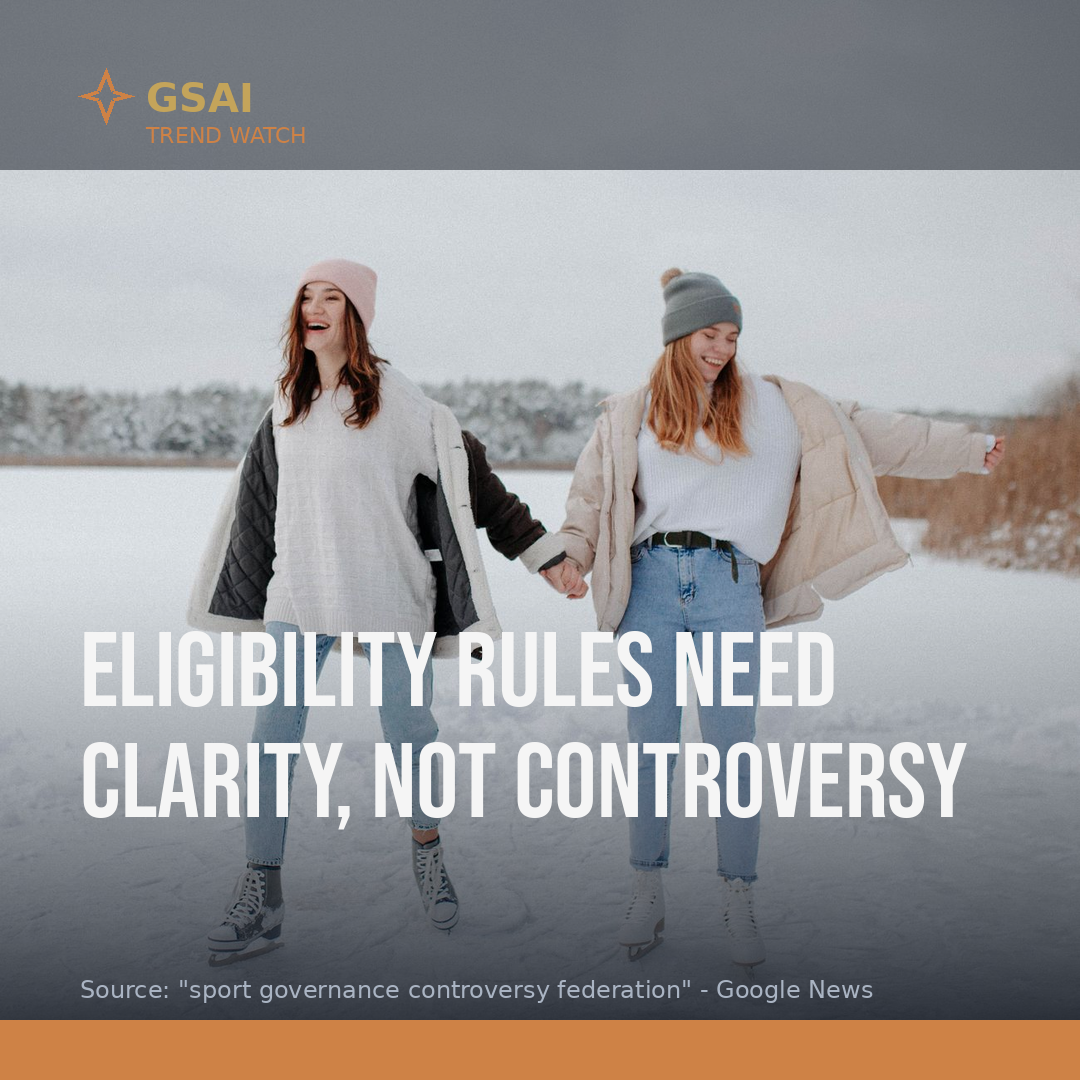 GSAI
TREND WATCH
ELIGIBILITY RULES NEED
CLARITY, NOT CONTROVERSY
Source: "sport governance controversy federation" - Google News